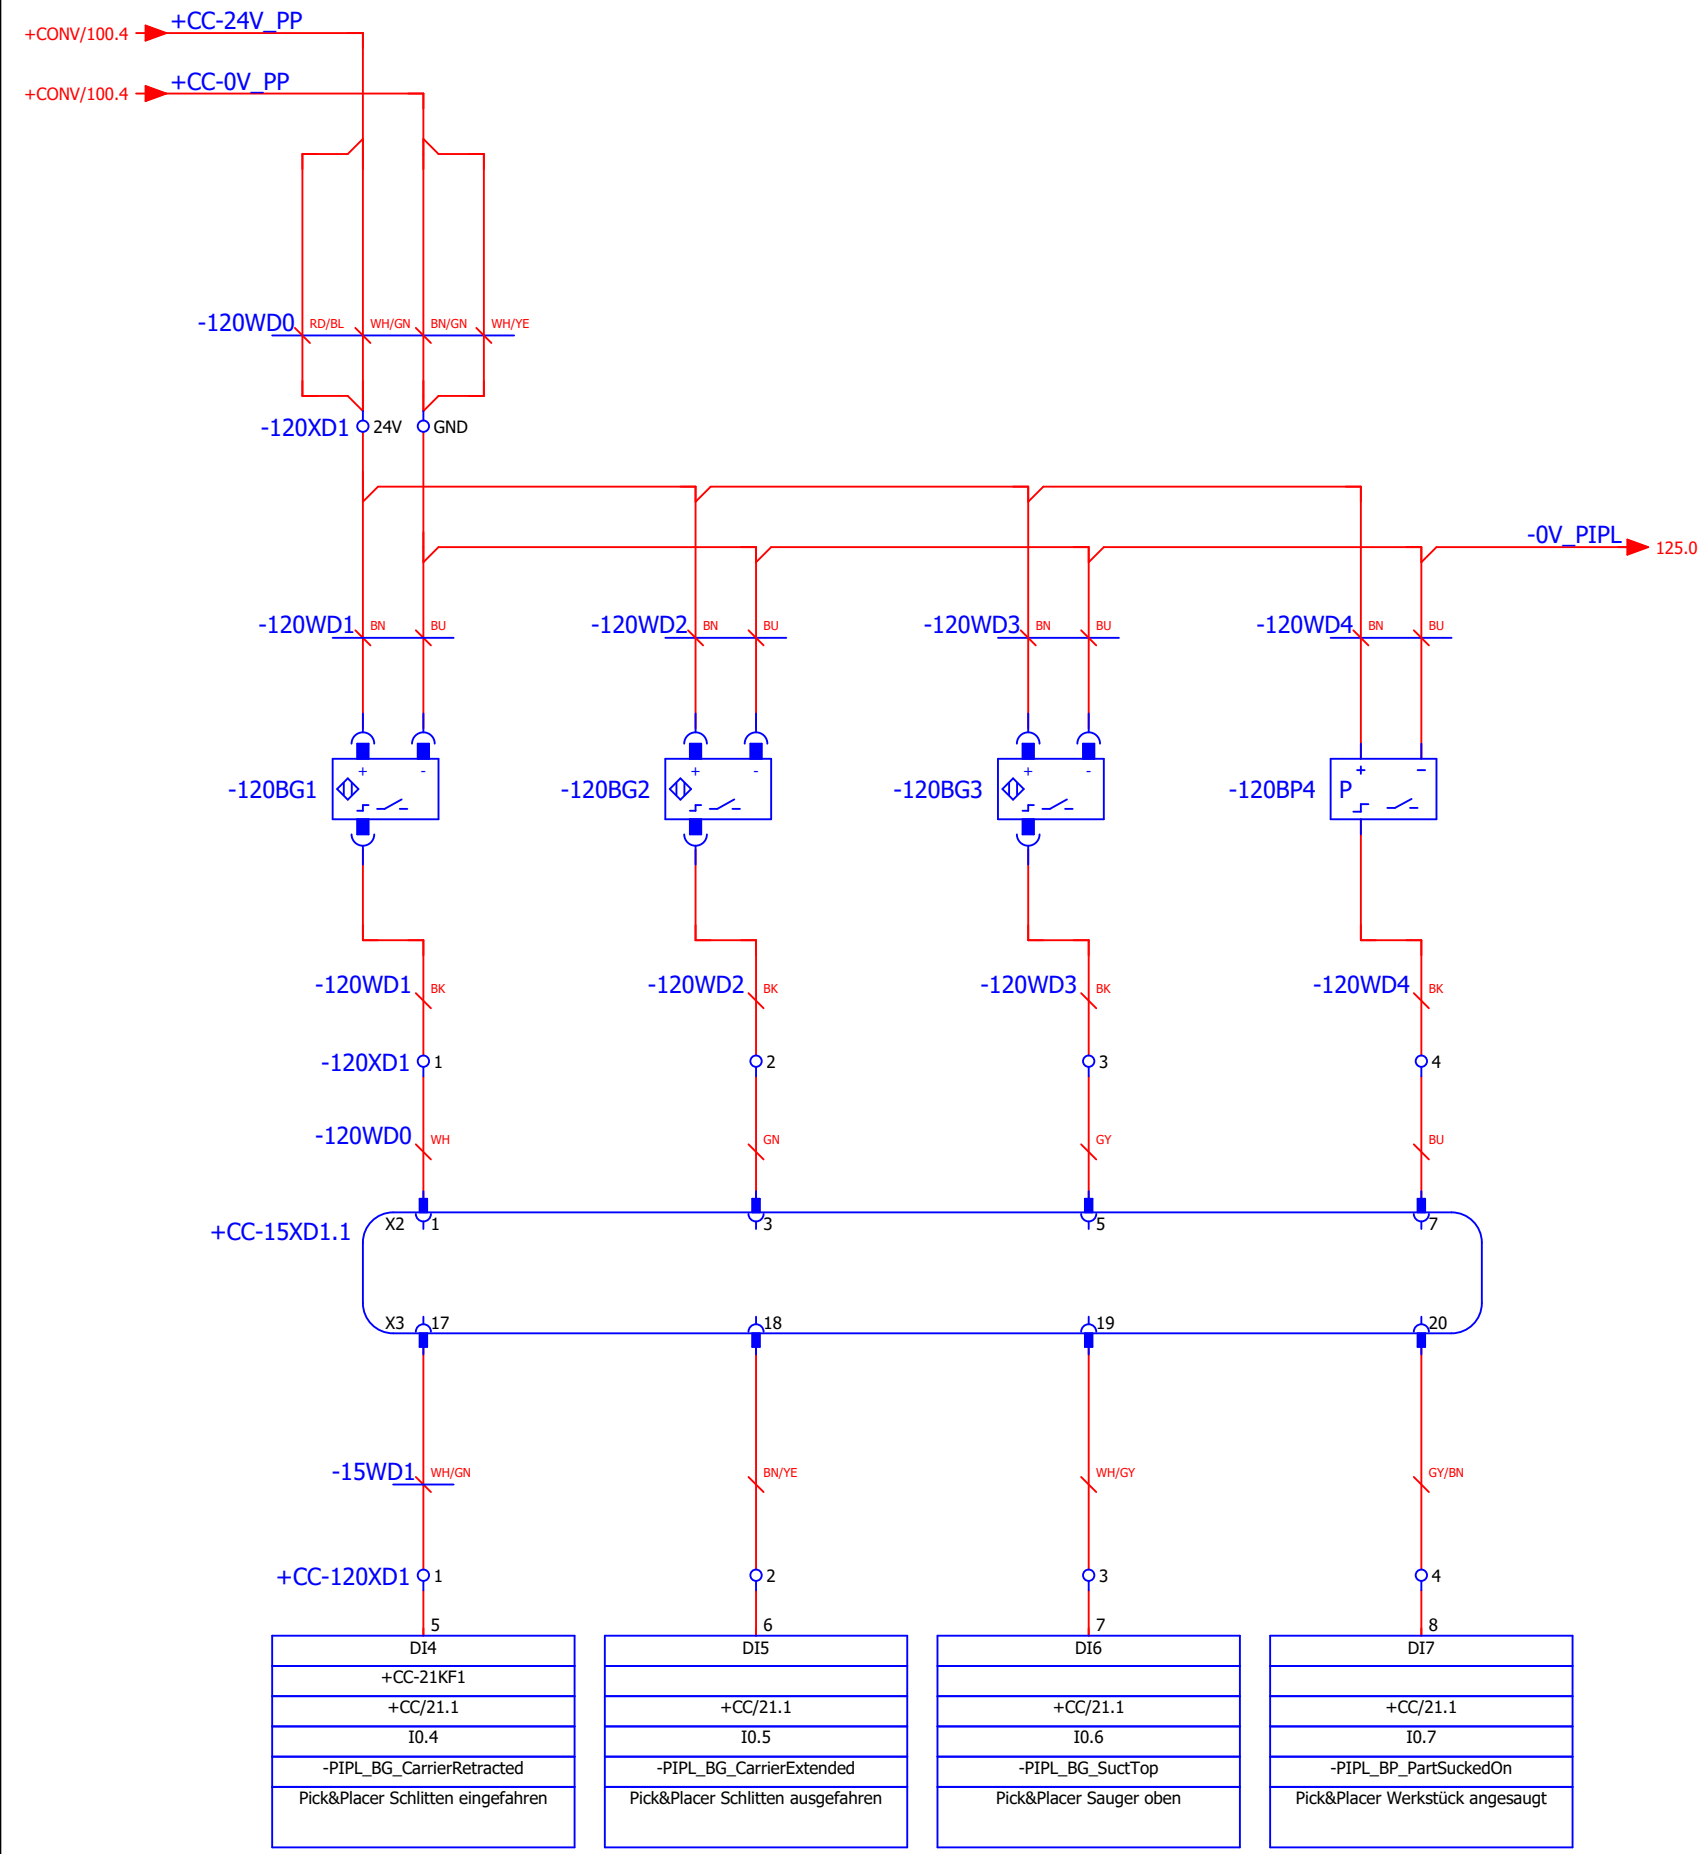 +CC-24V_PP
+CONV/100.4
+CC-0V_PP
+CONV/100.4
-120WD0 RD/BL WH/GN BN/GN WH/YE
-120XD1 24V GND
-0V_PIPL 125.0
-120WD1 BN BU -120WD2 BN BU -120WD3 BN BU -120WD4 BN BU
+ - + - + - + -
-120BG1 -120BG2 -120BG3 -120BP4 P
-120WD1 BK -120WD2 BK -120WD3 BK -120WD4 BK
-120XD1 1 2 3 4
-120WD0 WH GN GY BU
+CC-15XD1.1 X2 1 3 5 7
X3 17 18 19 20
-15WD1 WH/GN BN/YE WH/GY GY/BN
+CC-120XD1 1 2 3 4
5 6 7 8
DI4 DI5 DI6 DI7
+CC-21KF1
+CC/21.1 +CC/21.1 +CC/21.1 +CC/21.1
I0.4 I0.5 I0.6 I0.7
-PIPL_BG_CarrierRetracted -PIPL_BG_CarrierExtended -PIPL_BG_SuctTop -PIPL_BP_PartSuckedOn
Pick&Placer Schlitten eingefahren Pick&Placer Schlitten ausgefahren Pick&Placer Sauger oben Pick&Placer Werkstück angesaugt